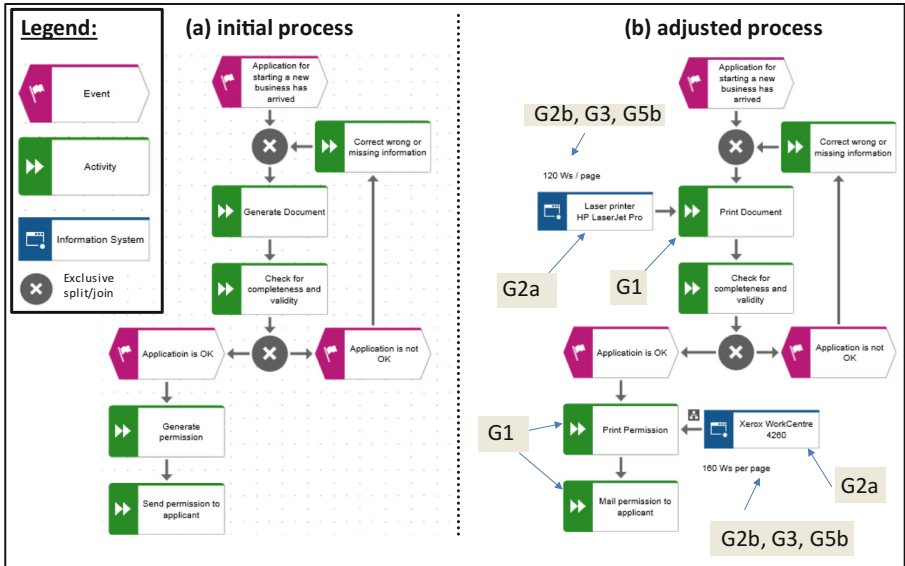 Legend:
Event
Activity
Information System
Exclusive
split/join
(a) initial process
Application for
starting a new
business has
arrived
Correct wrong or
missing information
Generate Document
Check for
completeness and
validity
Applicatioin is OK
Application is not
OK
Generate
permission
Send permission to
applicant
(b) adjusted process
Application for
starting a new
business has
arrived
G2b, G3, G5b
Correct wrong or
missing information
120 Ws / page
Laser printer
HP LaserJet Pro
Print Document
G2a
G1
Check for
completeness and
validity
Applicatioin is OK
Application is not
OK
G1
Print Permission
Xerox WorkCentre
4260
160 Ws per page
G2a
Mail permission to
applicant
G2b, G3, G5b